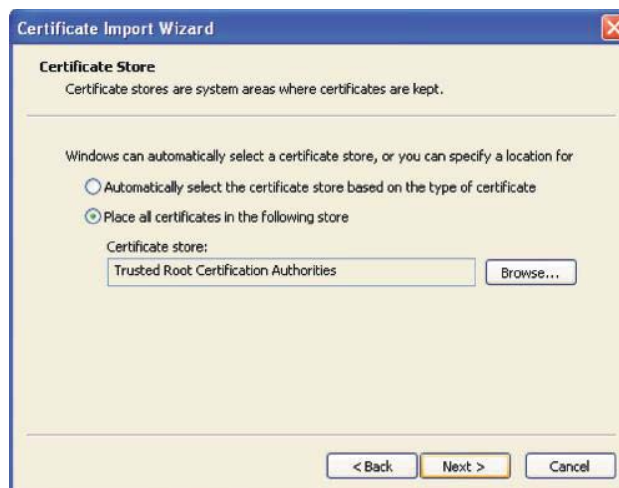 Certificate Import Wizard
Certificate Store
Certificate stores are system areas where certificates are kept.
Windows can automatically select a certificate store, or you can specify a location for
Automatically select the certificate store based on the type of certificate
Place all certificates in the following store
Certificate store:
Trusted Root Certification Authorities
Browse...
< Back
Next >
Cancel